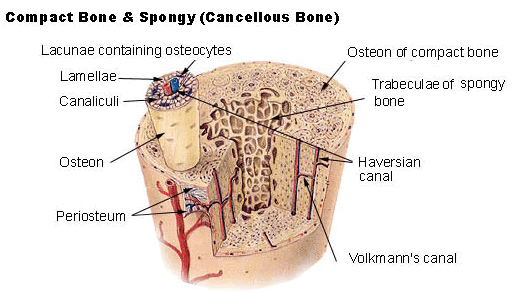 Compact Bone & Spongy (Cancellous Bone)
Lacunae containing osteocytes
Lamellae
Canaliculi
Osteon
Periosteum
Osteon of compact bone
Trabeculae of spongy
bone
Haversian
canal
Volkmann's canal